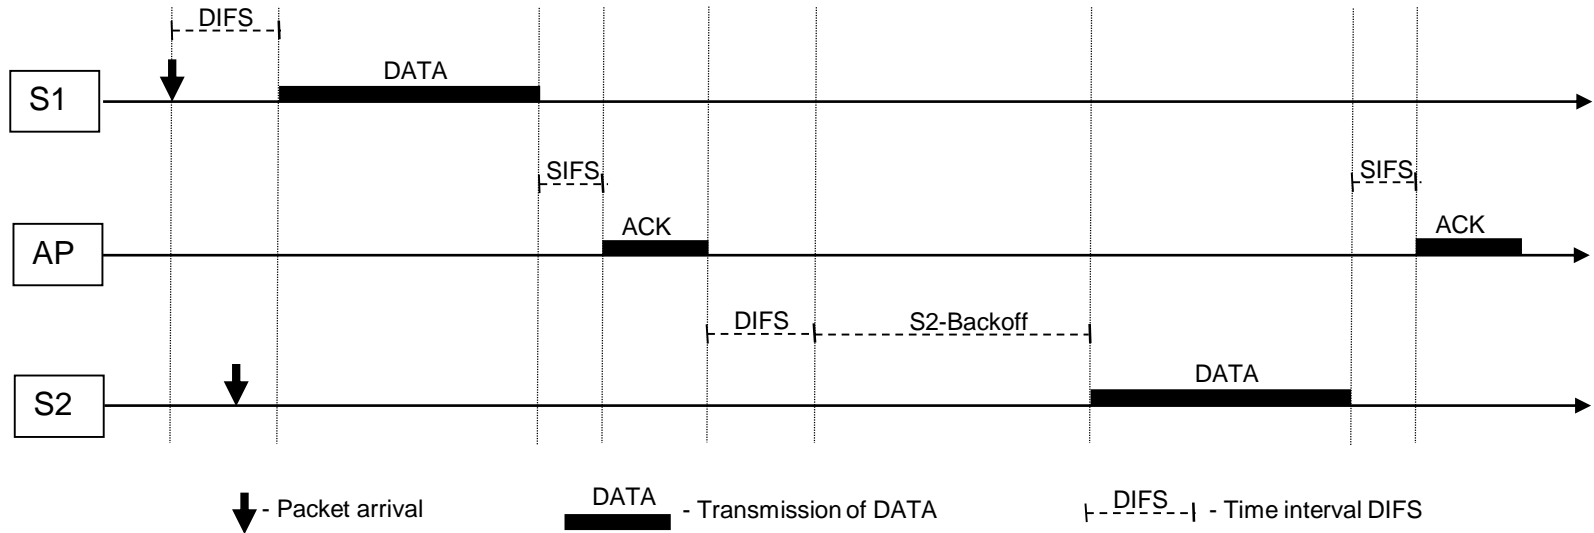 DIFS
DATA
S1
SIFS
SIFS
ACK
ACK
AP
DIFS
S2-Backoff
DATA
S2
- Packet arrival
DATA
- Transmission of DATA
DIFS
- Time interval DIFS